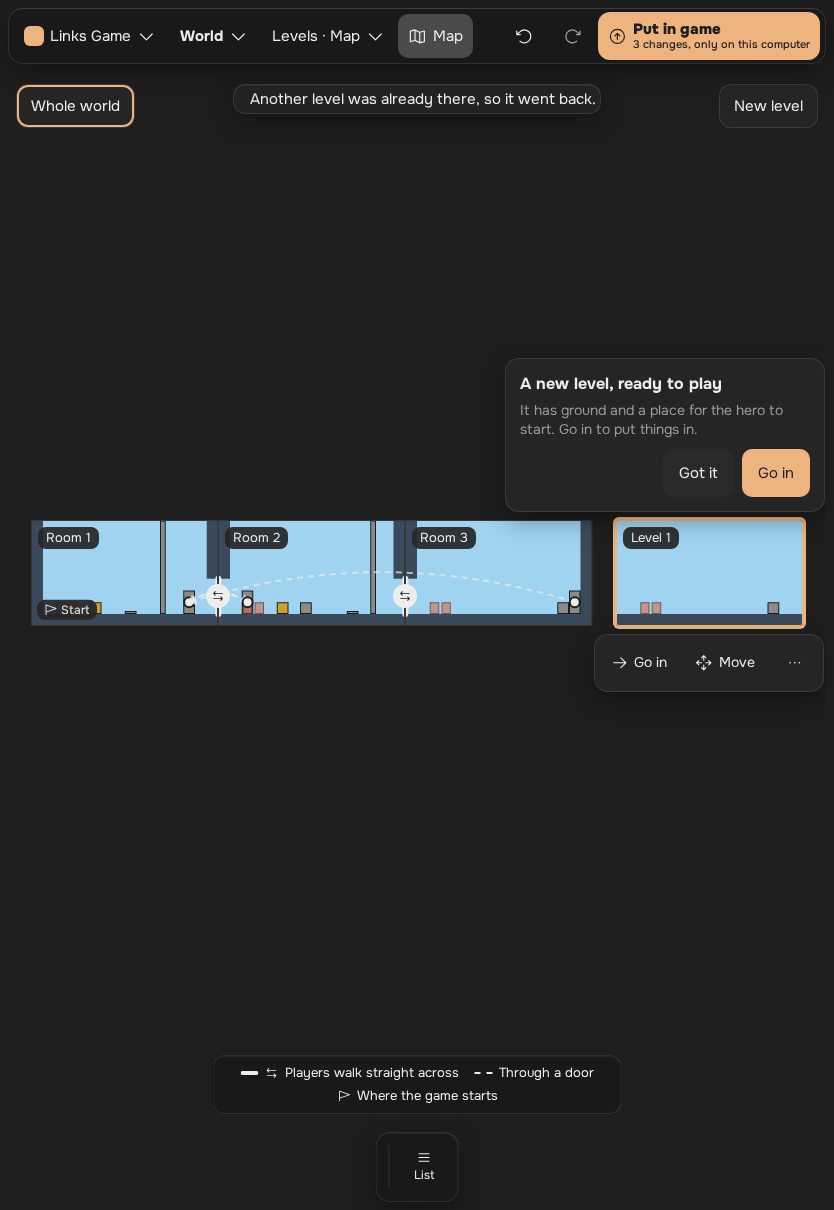 Links Game
World
Levels · Map
Map
Put in game
3 changes, only on this computer
Whole world
Another level was already there, so it went back.
New level
A new level, ready to play
It has ground and a place for the hero to
start. Go in to put things in.
Got it
Go in
Room 1
Room 2
Room 3
Level 1
Start
Go in
Move
Players walk straight across
Through a door
Where the game starts
List